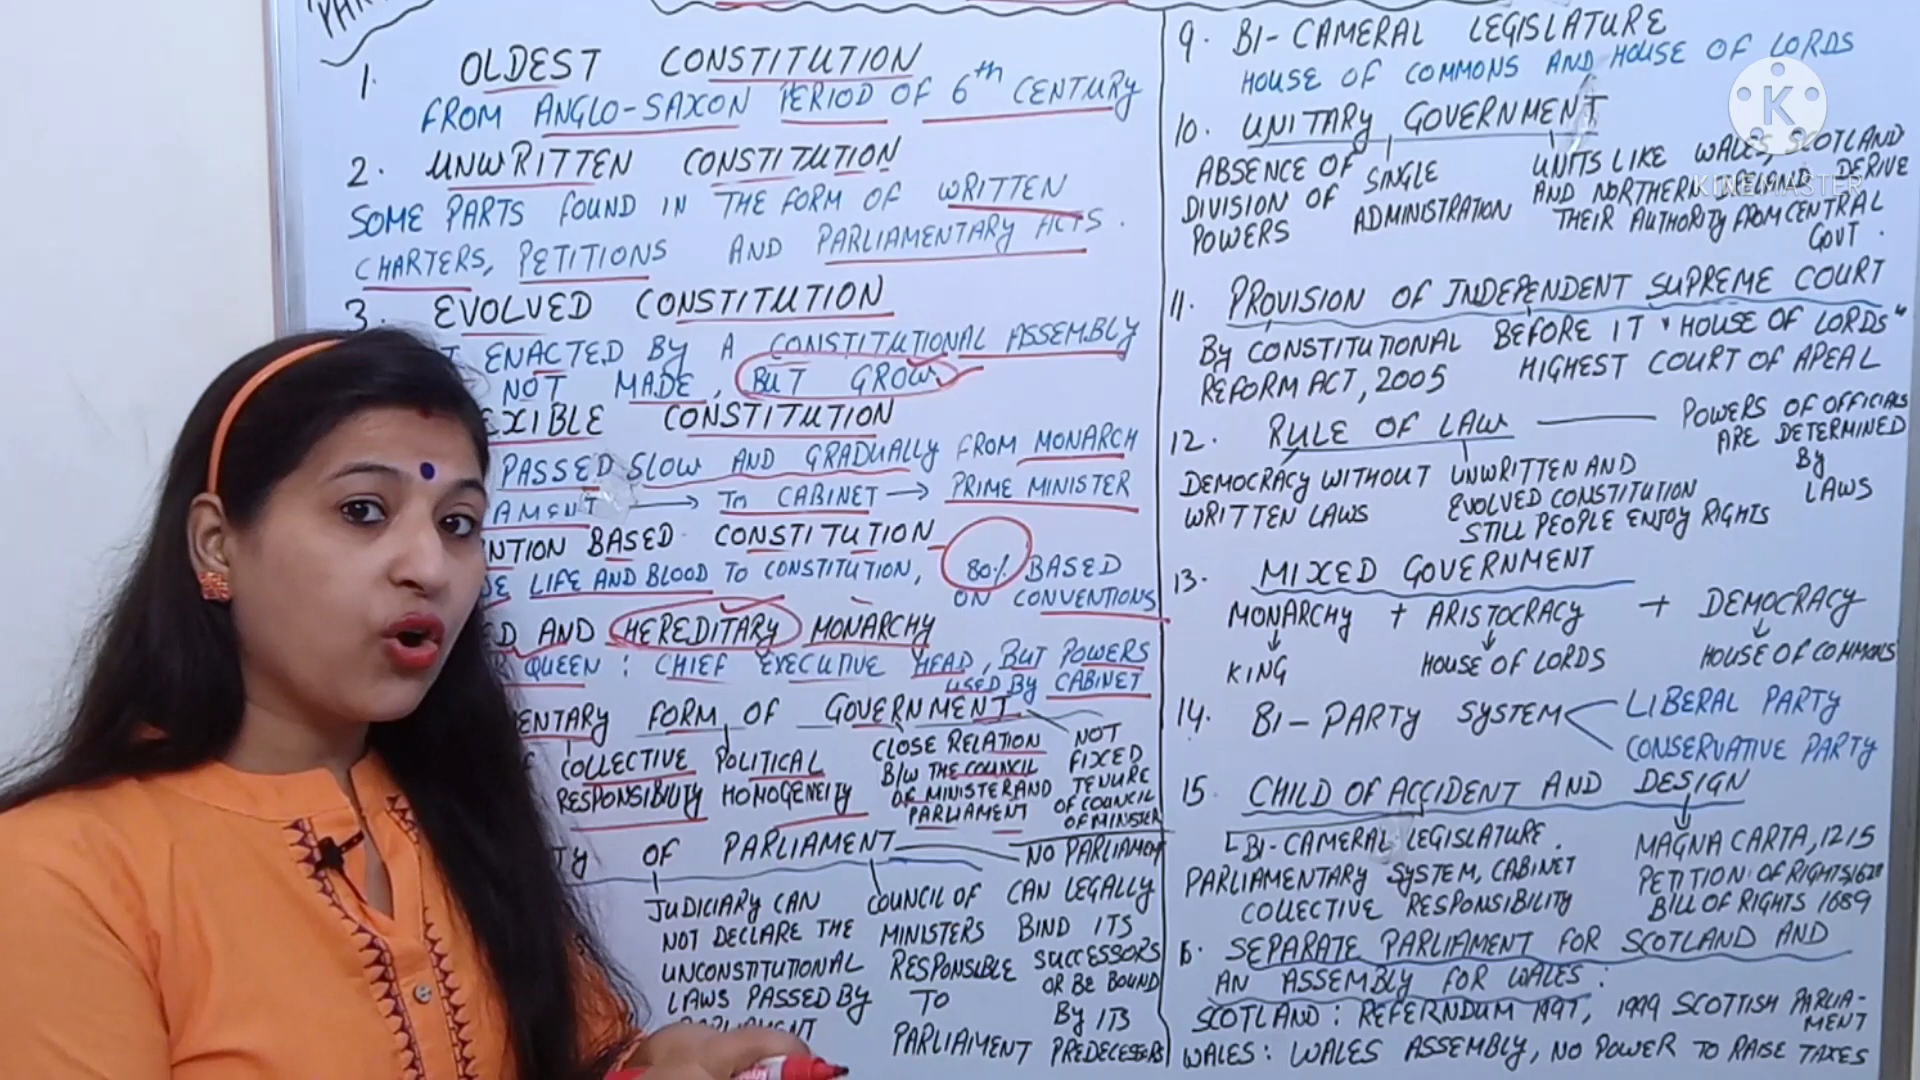 1. OLDEST CONSTITUTION
FROM ANGLO-SAXON PERIOD OF 6th CENTURY
2. UNWRITTEN CONSTITUTION
SOME PARTS FOUND IN THE FORM OF WRITTEN
CHARTERS, PETITIONS AND PARLIAMENTARY ACTS.
3. EVOLVED CONSTITUTION
ENACTED BY A CONSTITUTIONAL ASSEMBLY
NOT MADE, BUT GROW
EXIBLE CONSTITUTION
PASSED SLOW AND GRADUALLY FROM MONARCH
AMENT → TO CABINET → PRIME MINISTER
NTION BASED CONSTITUTION
LIFE AND BLOOD TO CONSTITUTION, 80% BASED
ON CONVENTIONS
ED AND HEREDITARY MONARCHY
R QUEEN : CHIEF EXECUTIVE HEAD, BUT POWERS
USED BY CABINET
ENTARY FORM OF GOVERNMENT
COLLECTIVE RESPONSIBILITY
POLITICAL HOMOGENEITY
CLOSE RELATION
B/W THE COUNCIL
OF MINISTER AND
PARLIAMENT
NOT
FIXED
TENURE
OF COUNCIL
OF MINSTER
TY OF PARLIAMENT
JUDICIARY CAN
NOT DECLARE THE
UNCONSTITUTIONAL
LAWS PASSED BY
PARLIAMENT
COUNCIL OF
MINISTERS
RESPONSIBLE
TO
PARLIAMENT
NO PARLIAMENT
CAN LEGALLY
BIND ITS
SUCCESSORS
OR BE BOUND
BY ITS
PREDECESSERS
9. BI-CAMERAL LEGISLATURE
HOUSE OF COMMONS AND HOUSE OF LORDS
10. UNITARY GOVERNMENT
ABSENCE OF
DIVISION OF
POWERS
SINGLE
ADMINISTRATION
UNITS LIKE WALES, SCOTLAND
AND NORTHERN IRELAND DERIVE
THEIR AUTHORITY FROM CENTRAL
GOVT.
11. PROVISION OF INDEPENDENT SUPREME COURT
BY CONSTITUTIONAL
REFORM ACT, 2005
BEFORE IT "HOUSE OF LORDS"
HIGHEST COURT OF APEAL
12. RULE OF LAW
POWERS OF OFFICIALS
ARE DETERMINED
BY
LAWS
DEMOCRACY WITHOUT
WRITTEN LAWS
UNWRITTEN AND
EVOLVED CONSTITUTION
STILL PEOPLE ENJOY RIGHTS
13. MIXED GOVERNMENT
MONARCHY + ARISTOCRACY + DEMOCRACY
KING HOUSE OF LORDS HOUSE OF COMMONS
14. BI-PARTY SYSTEM
LIBERAL PARTY
CONSERVATIVE PARTY
15. CHILD OF ACCIDENT AND DESIGN
BI-CAMERAL LEGISLATURE.
PARLIAMENTARY SYSTEM, CABINET
COLLECTIVE RESPONSIBILITY
MAGNA CARTA, 1215
PETITION OF RIGHTS, 1628
BILL OF RIGHTS 1689
6. SEPARATE PARLIAMENT FOR SCOTLAND AND
AN ASSEMBLY FOR WALES :
SCOTLAND : REFERNDUM 1997, 1999 SCOTTISH PARLIA-
MENT
WALES : WALES ASSEMBLY, NO POWER TO RAISE TAXES
K
KINEMASTER